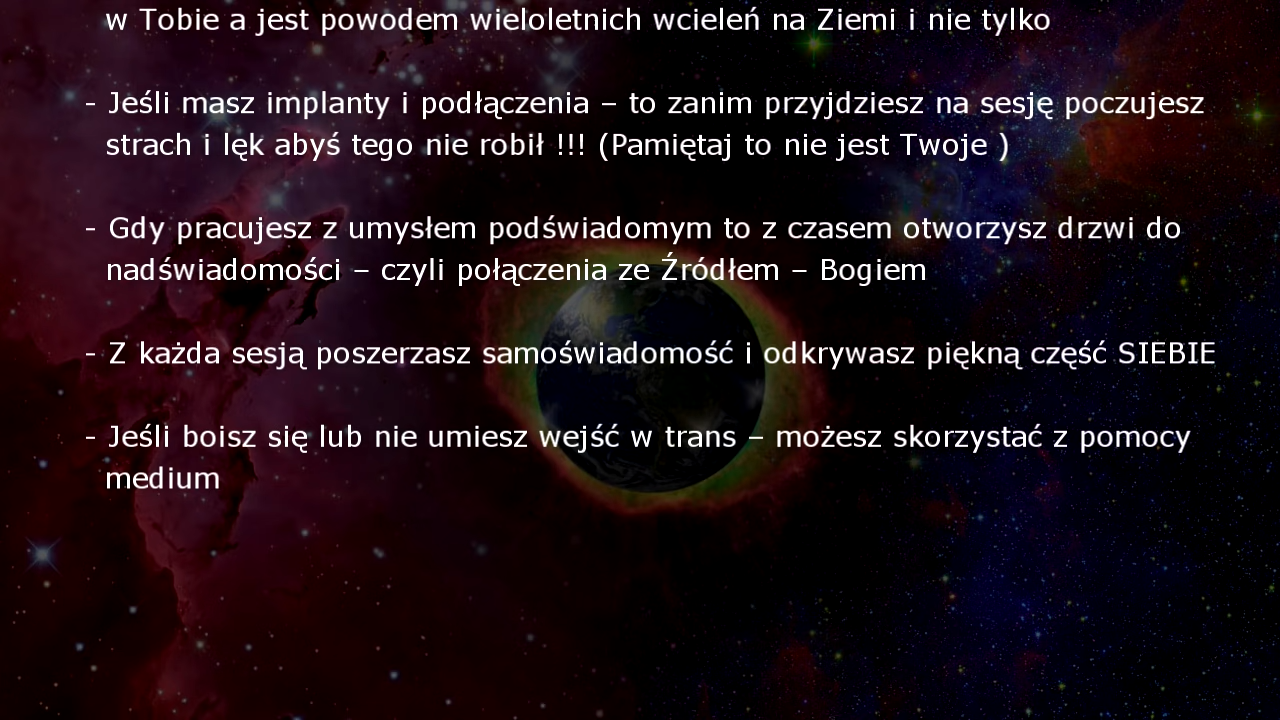 w Tobie a jest powodem wieloletnich wcieleń na Ziemi i nie tylko
- Jeśli masz implanty i podłączenia – to zanim przyjdziesz na sesję poczujesz
strach i lęk abyś tego nie robił !!! (Pamiętaj to nie jest Twoje )
- Gdy pracujesz z umysłem podświadomym to z czasem otworzysz drzwi do
nadświadomości – czyli połączenia ze Źródłem – Bogiem
- Z każda sesją poszerzasz samoświadomość i odkrywasz piękną część SIEBIE
- Jeśli boisz się lub nie umiesz wejść w trans – możesz skorzystać z pomocy
medium